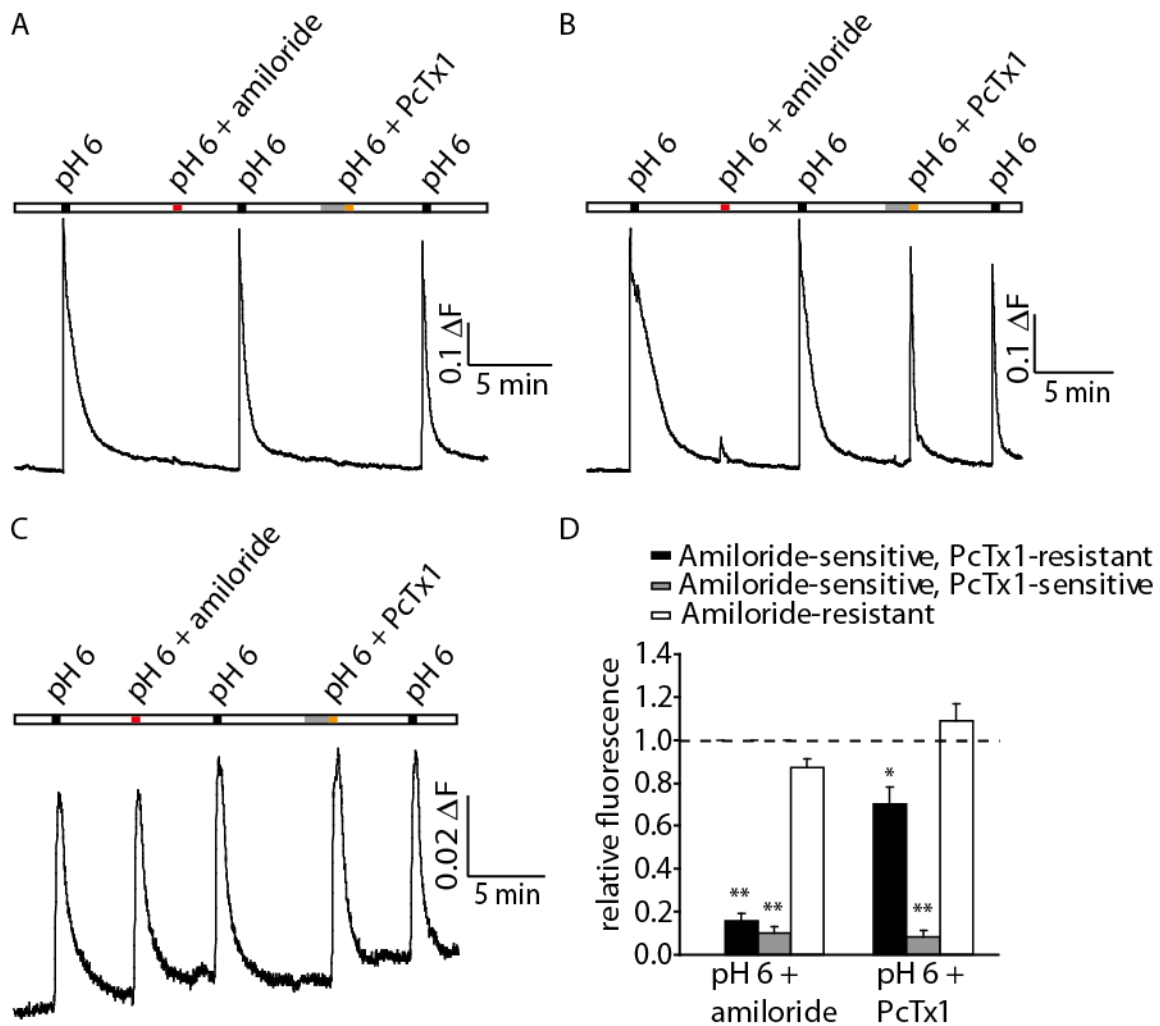 A
pH 6
pH 6 + amiloride
pH 6
pH 6 + PcTx1
pH 6
0.1 ΔF
5 min
B
pH 6
pH 6 + amiloride
pH 6
pH 6 + PcTx1
pH 6
0.1 ΔF
5 min
C
pH 6
pH 6 + amiloride
pH 6
pH 6 + PcTx1
pH 6
0.02 ΔF
5 min
D
Amiloride-sensitive, PcTx1-resistant
Amiloride-sensitive, PcTx1-sensitive
Amiloride-resistant
relative fluorescence
1.4
1.2
1.0
0.8
0.6
0.4
0.2
0.0
**
**
*
**
pH 6 +
amiloride
pH 6 +
PcTx1